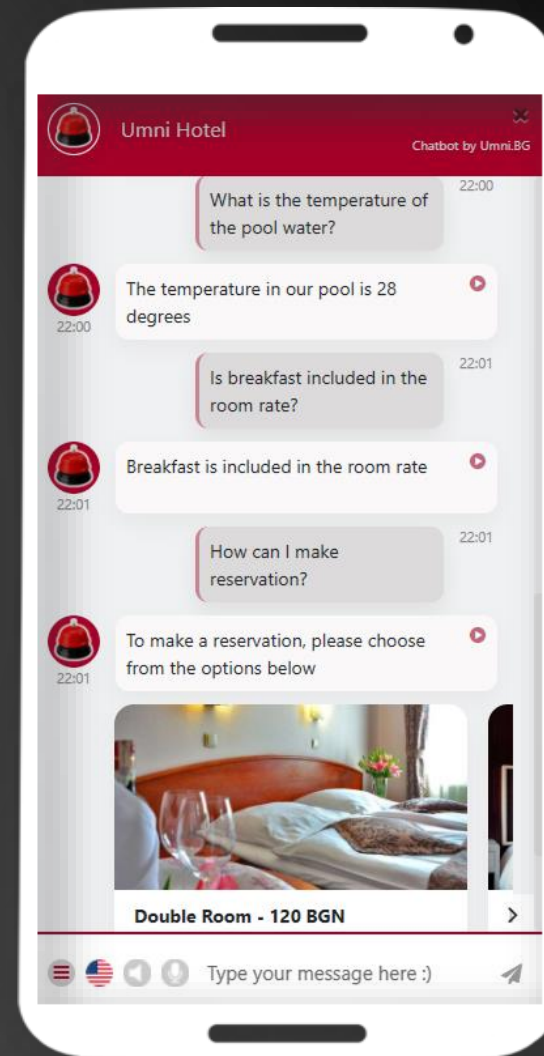 Umni Hotel
Chatbot by Umni.BG
22:00
What is the temperature of
the pool water?
The temperature in our pool is 28
degrees
22:00
22:01
Is breakfast included in the
room rate?
Breakfast is included in the room rate
22:01
22:01
How can I make
reservation?
To make a reservation, please choose
from the options below
22:01
Double Room - 120 BGN
Type your message here :)